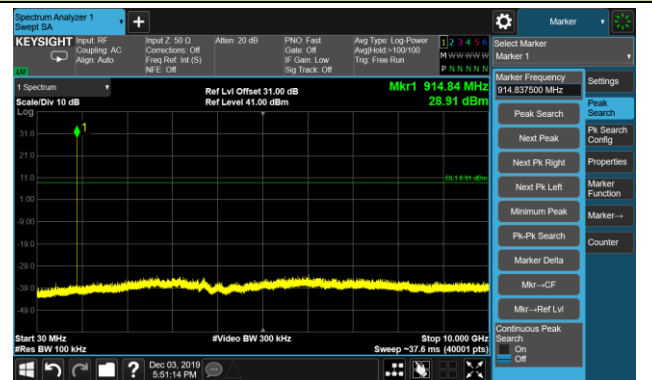 Spectrum Analyzer 1
Swept SA
Marker
KEYSIGHT
Input: RF
Coupling: AC
Align: Auto
Input Z: 50 Ω
Corrections: Off
Freq Ref: Int (S)
NFE: Off
Atten: 20 dB
PNO: Fast
Gate: Off
IF Gain: Low
Sig Track: Off
Avg Type: Log-Power
Avg|Hold:>100/100
Trig: Free Run
1 2 3 4 5 6
M W W W W W
P N N N N N
Select Marker
Marker 1
1 Spectrum
Scale/Div 10 dB
Log
Ref Lvl Offset 31.00 dB
Ref Level 41.00 dBm
Mkr1 914.84 MHz
28.91 dBm
1
31.0
21.0
11.0
1.00
-9.00
-19.0
-29.0
-39.0
-49.0
DL1 8.91 dBm
Start 30 MHz
#Res BW 100 kHz
#Video BW 300 kHz
Stop 10.000 GHz
Sweep ~37.6 ms (40001 pts)
Marker Frequency
914.837500 MHz
Peak Search
Next Peak
Next Pk Right
Next Pk Left
Minimum Peak
Pk-Pk Search
Marker Delta
Mkr→CF
Mkr→Ref Lvl
Continuous Peak
Search
On
Off
Settings
Peak
Search
Pk Search
Config
Properties
Marker
Function
Marker→
Counter
?
Dec 03, 2019
5:51:14 PM